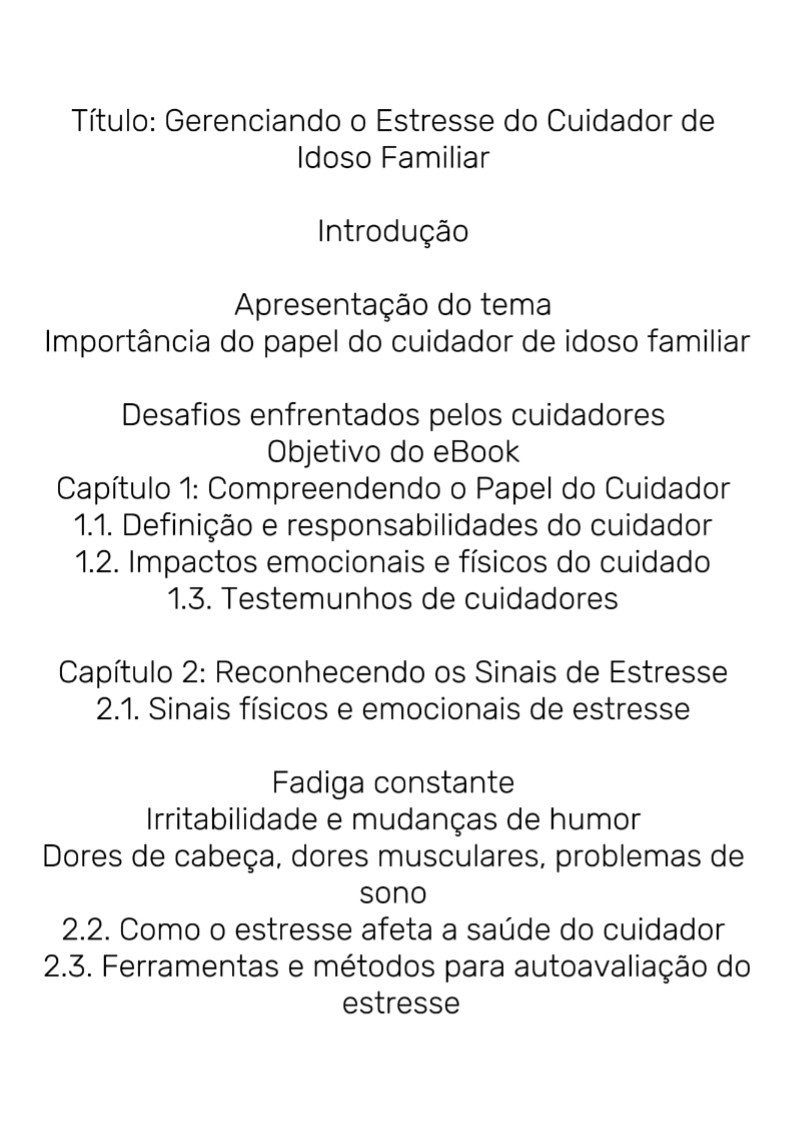 Título: Gerenciando o Estresse do Cuidador de
Idoso Familiar
Introdução
Apresentação do tema
Importância do papel do cuidador de idoso familiar
Desafios enfrentados pelos cuidadores
Objetivo do eBook
Capítulo 1: Compreendendo o Papel do Cuidador
1.1. Definição e responsabilidades do cuidador
1.2. Impactos emocionais e físicos do cuidado
1.3. Testemunhos de cuidadores
Capítulo 2: Reconhecendo os Sinais de Estresse
2.1. Sinais físicos e emocionais de estresse
Fadiga constante
Irritabilidade e mudanças de humor
Dores de cabeça, dores musculares, problemas de
sono
2.2. Como o estresse afeta a saúde do cuidador
2.3. Ferramentas e métodos para autoavaliação do
estresse